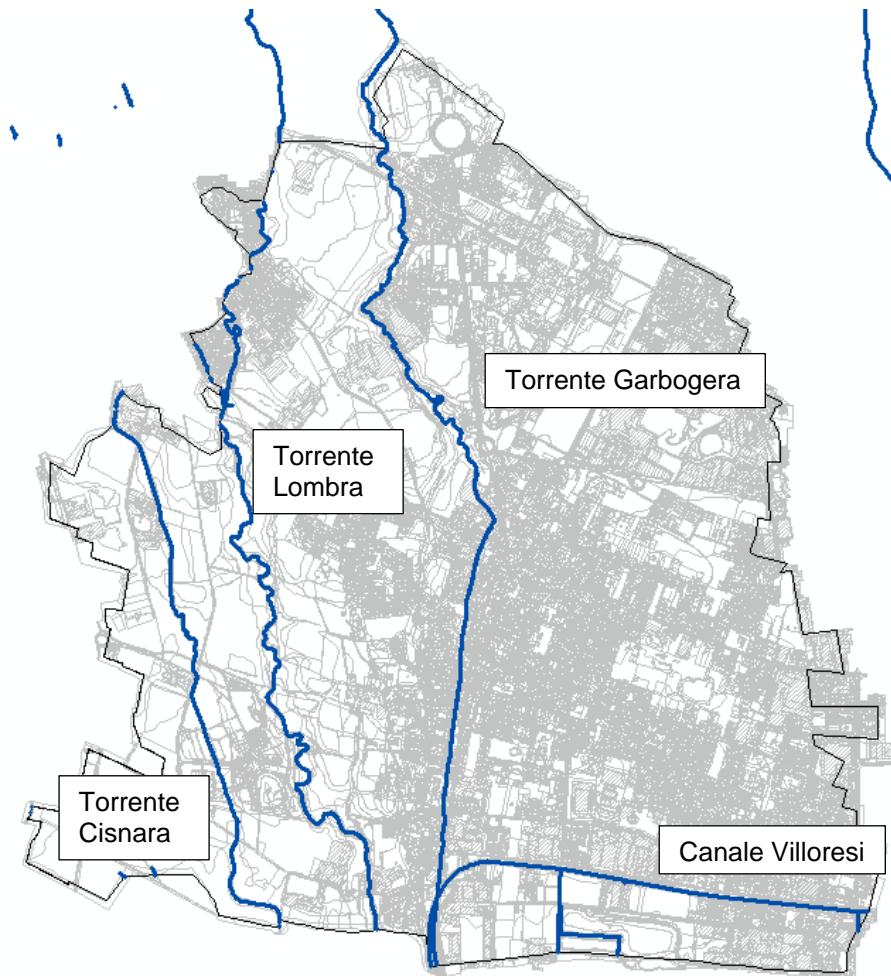 Torrente Garbogera
Torrente
Lombra
Torrente
Cisnara
Canale Villoresi